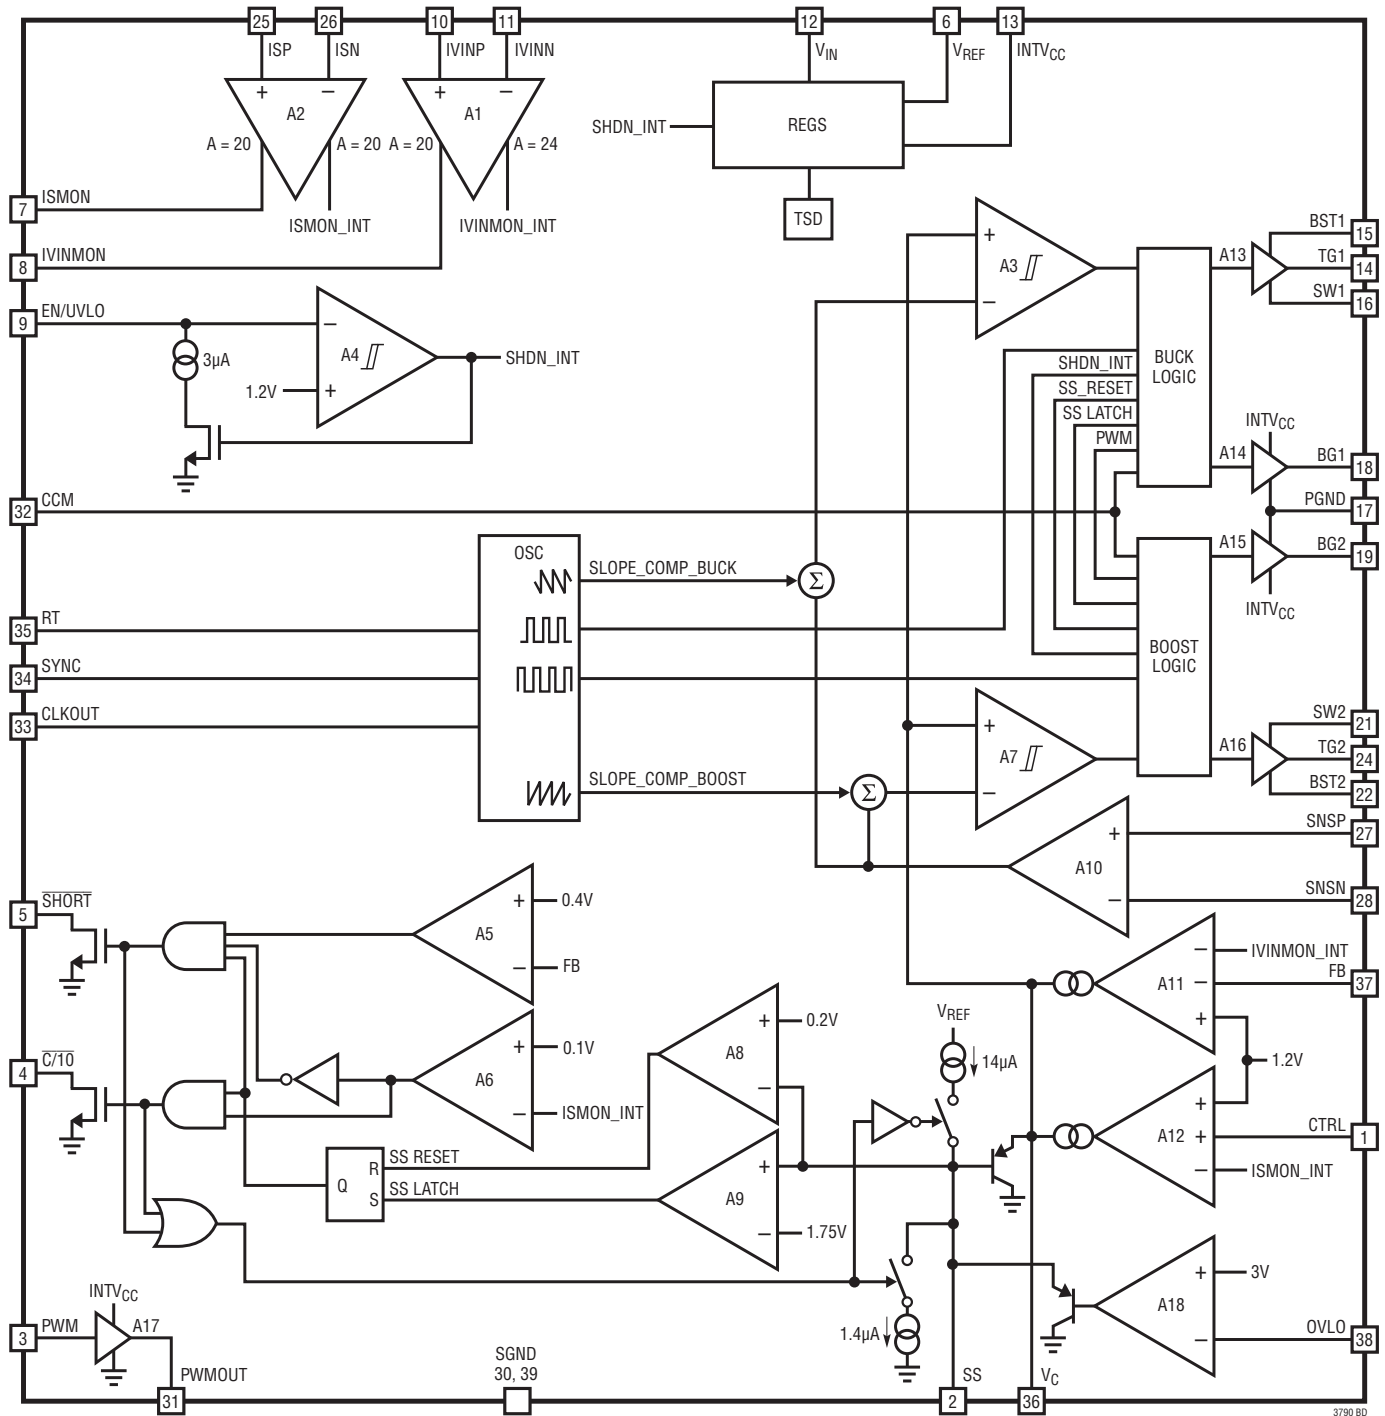 25
26
10
11
12
6
13
ISP
ISN
IVINP
IVINN
VIN
VREF
INTVCC
+
−
+
−
A2
A1
REGS
SHDN_INT
A = 20
A = 20
A = 20
A = 24
7
ISMON
ISMON_INT
IVINMON_INT
TSD
8
IVINMON
9
EN/UVLO
3µA
−
A4
+
1.2V
SHDN_INT
+
A3
−
BUCK
LOGIC
SHDN_INT
SS_RESET
SS LATCH
PWM
A13
BST1
15
TG1
14
SW1
16
INTVCC
A14
BG1
18
PGND
17
A15
BG2
19
INTVCC
32
CCM
OSC
SLOPE_COMP_BUCK
Σ
35
RT
34
SYNC
33
CLKOUT
BOOST
LOGIC
+
A7
−
SLOPE_COMP_BOOST
Σ
A16
SW2
21
TG2
24
BST2
22
SNSP
27
+
A10
−
SNSN
28
5
SHORT
+
0.4V
A5
−
FB
4
C/10
+
0.1V
A6
−
ISMON_INT
+
0.2V
A8
−
VREF
14µA
−
IVINMON_INT
A11
−
FB
37
+
1.2V
+
A12
+
CTRL
1
−
ISMON_INT
Q
R
S
SS RESET
SS LATCH
+
A9
−
1.75V
1.4µA
+
3V
A18
−
OVLO
38
INTVCC
3
PWM
A17
PWMOUT
31
SGND
30, 39
SS
2
VC
36
3790 BD